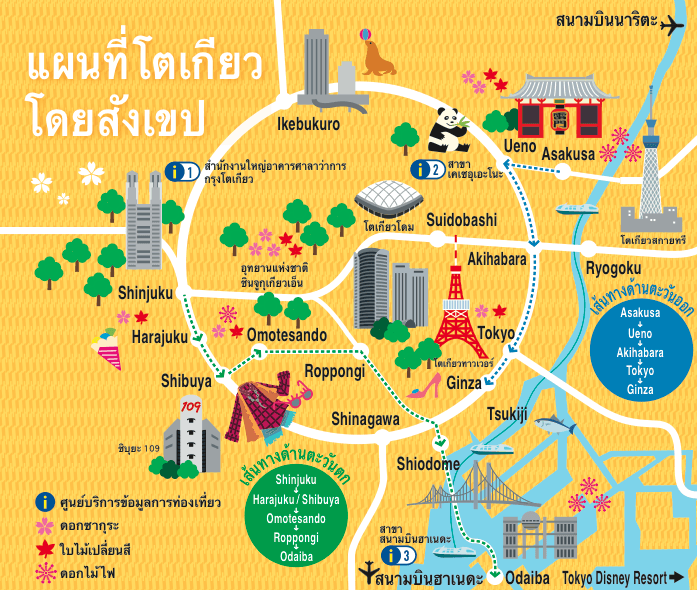 แผนที่โตเกียว
โดยสังเขป
สนามบินนาริตะ
Ikebukuro
Ueno
Asakusa
i 1
สำนักงานใหญ่อาคารศาลาว่าการ
กรุงโตเกียว
i 2
สาขา
เคเซอุเอะโนะ
โตเกียวโดม
Suidobashi
โตเกียวสกายทรี
Akihabara
Ryogoku
อุทยานแห่งชาติ
ชินจูกุเกียวเอ็น
Shinjuku
เส้นทางด้านตะวันออก
Asakusa
Ueno
Akihabara
Tokyo
Ginza
Harajuku
Omotesando
Tokyo
โตเกียวทาวเวอร์
Roppongi
Ginza
Shibuya
109
ชิบุยะ 109
Shinagawa
Tsukiji
Shiodome
เส้นทางด้านตะวันตก
Shinjuku
Harajuku / Shibuya
Omotesando
Roppongi
Odaiba
i ศูนย์บริการข้อมูลการท่องเที่ยว
ดอกซากุระ
ใบไม้เปลี่ยนสี
ดอกไม้ไฟ
สาขา
สนามบินฮาเนดะ
i 3
สนามบินฮาเนดะ
Odaiba
Tokyo Disney Resort